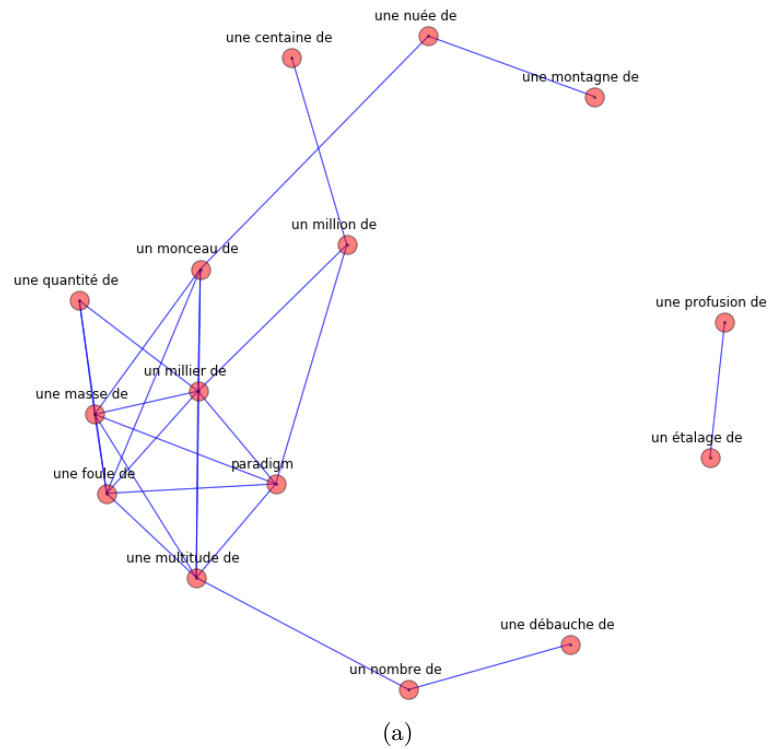 une nuée de
une centaine de
une montagne de
un million de
un monceau de
une quantité de
une profusion de
un millier de
une masse de
un étalage de
paradigm
une foule de
une multitude de
une débauche de
un nombre de
(a)